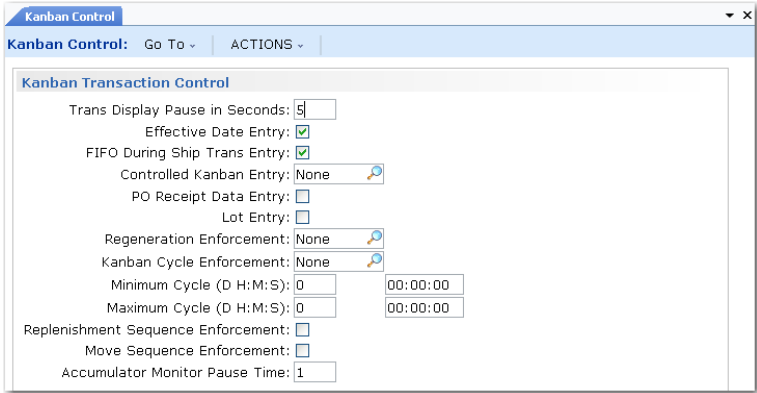 Kanban Control
Kanban Control: Go To ACTIONS
Kanban Transaction Control
Trans Display Pause in Seconds: 5
Effective Date Entry:
FIFO During Ship Trans Entry:
Controlled Kanban Entry: None
PO Receipt Data Entry:
Lot Entry:
Regeneration Enforcement: None
Kanban Cycle Enforcement: None
Minimum Cycle (D H:M:S): 0 00:00:00
Maximum Cycle (D H:M:S): 0 00:00:00
Replenishment Sequence Enforcement:
Move Sequence Enforcement:
Accumulator Monitor Pause Time: 1